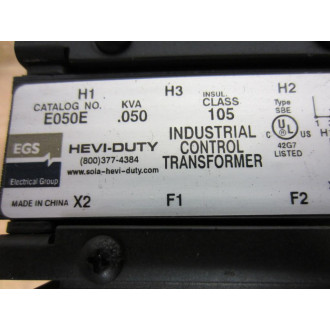 H1 H3 H2
CATALOG NO. KVA INSUL. CLASS Type SBE
E050E .050 105
UL LISTED 42G7
EGS Electrical Group
HEVI-DUTY INDUSTRIAL CONTROL TRANSFORMER
(800)377-4384
www.sola-hevi-duty.com
MADE IN CHINA X2 F1 F2